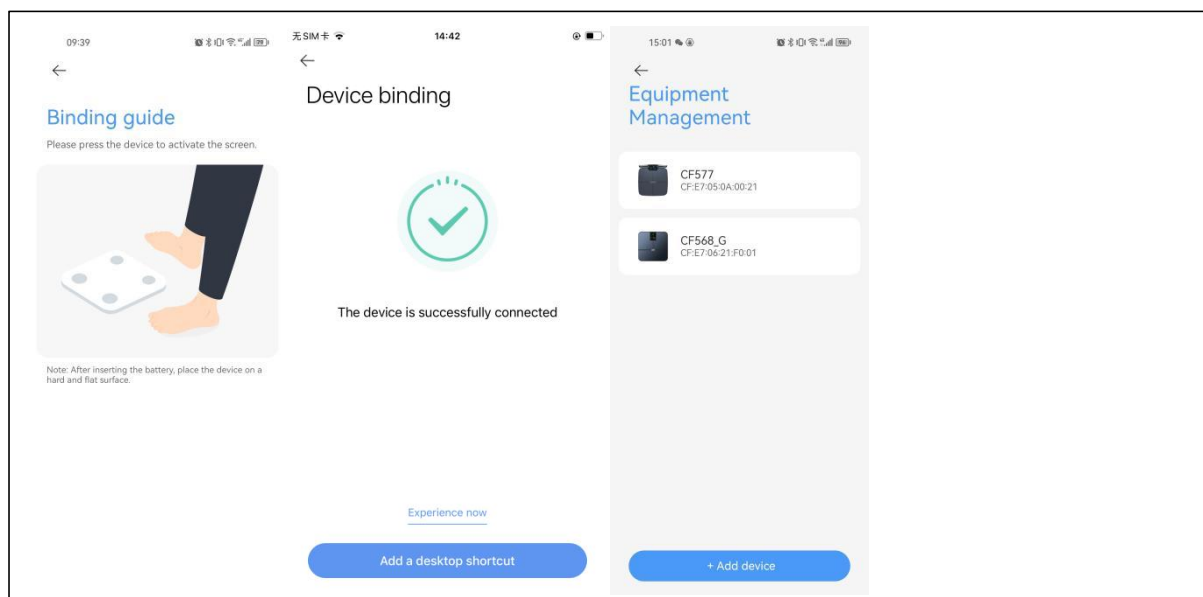 09:39
Binding guide
Please press the device to activate the screen.
Note: After inserting the battery, place the device on a
hard and flat surface.
无SIM卡
14:42
Device binding
The device is successfully connected
Experience now
Add a desktop shortcut
15:01
Equipment
Management
CF577
CF:E7:05:0A:00:21
CF568_G
CF:E7:06:21:F0:01
+ Add device